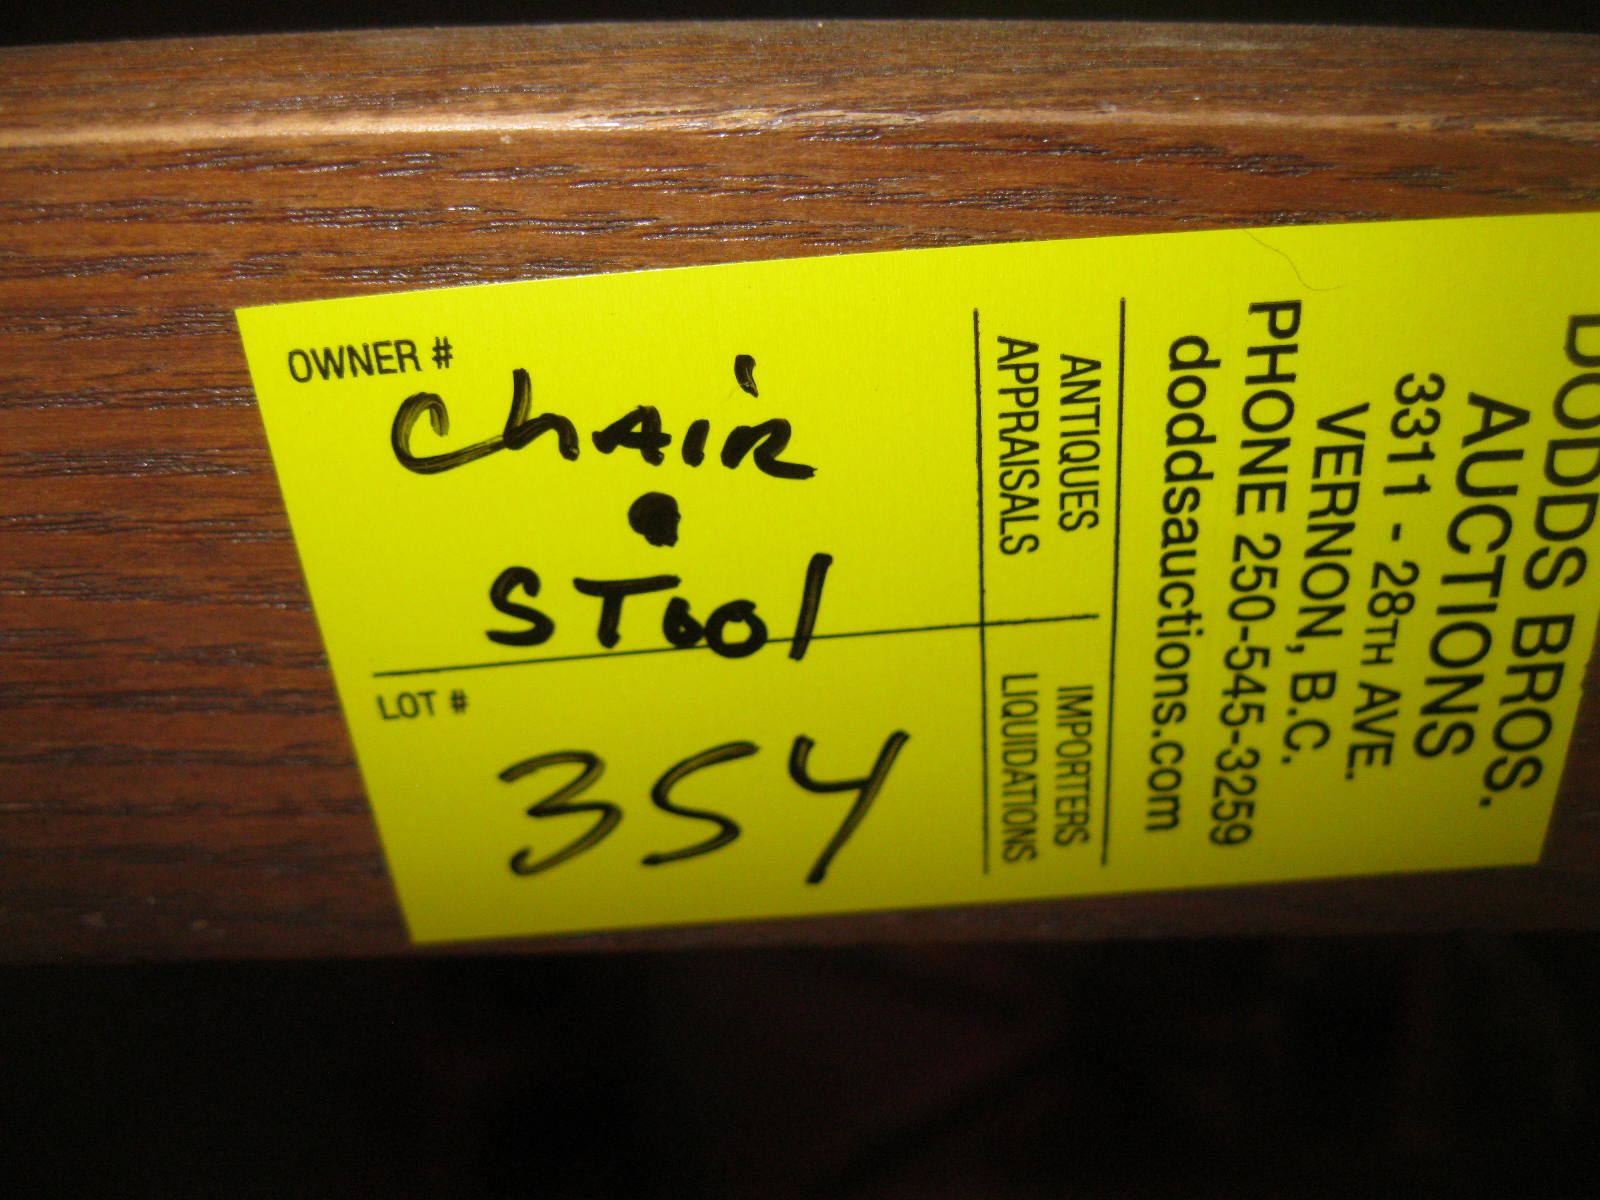 DODDS BROS.
AUCTIONS
3311 - 28TH AVE.
VERNON, B.C.
PHONE 250-545-3259
doddsauctions.com
ANTIQUES IMPORTERS
APPRAISALS LIQUIDATIONS
OWNER #
chAiR
•
STool
LOT #
354